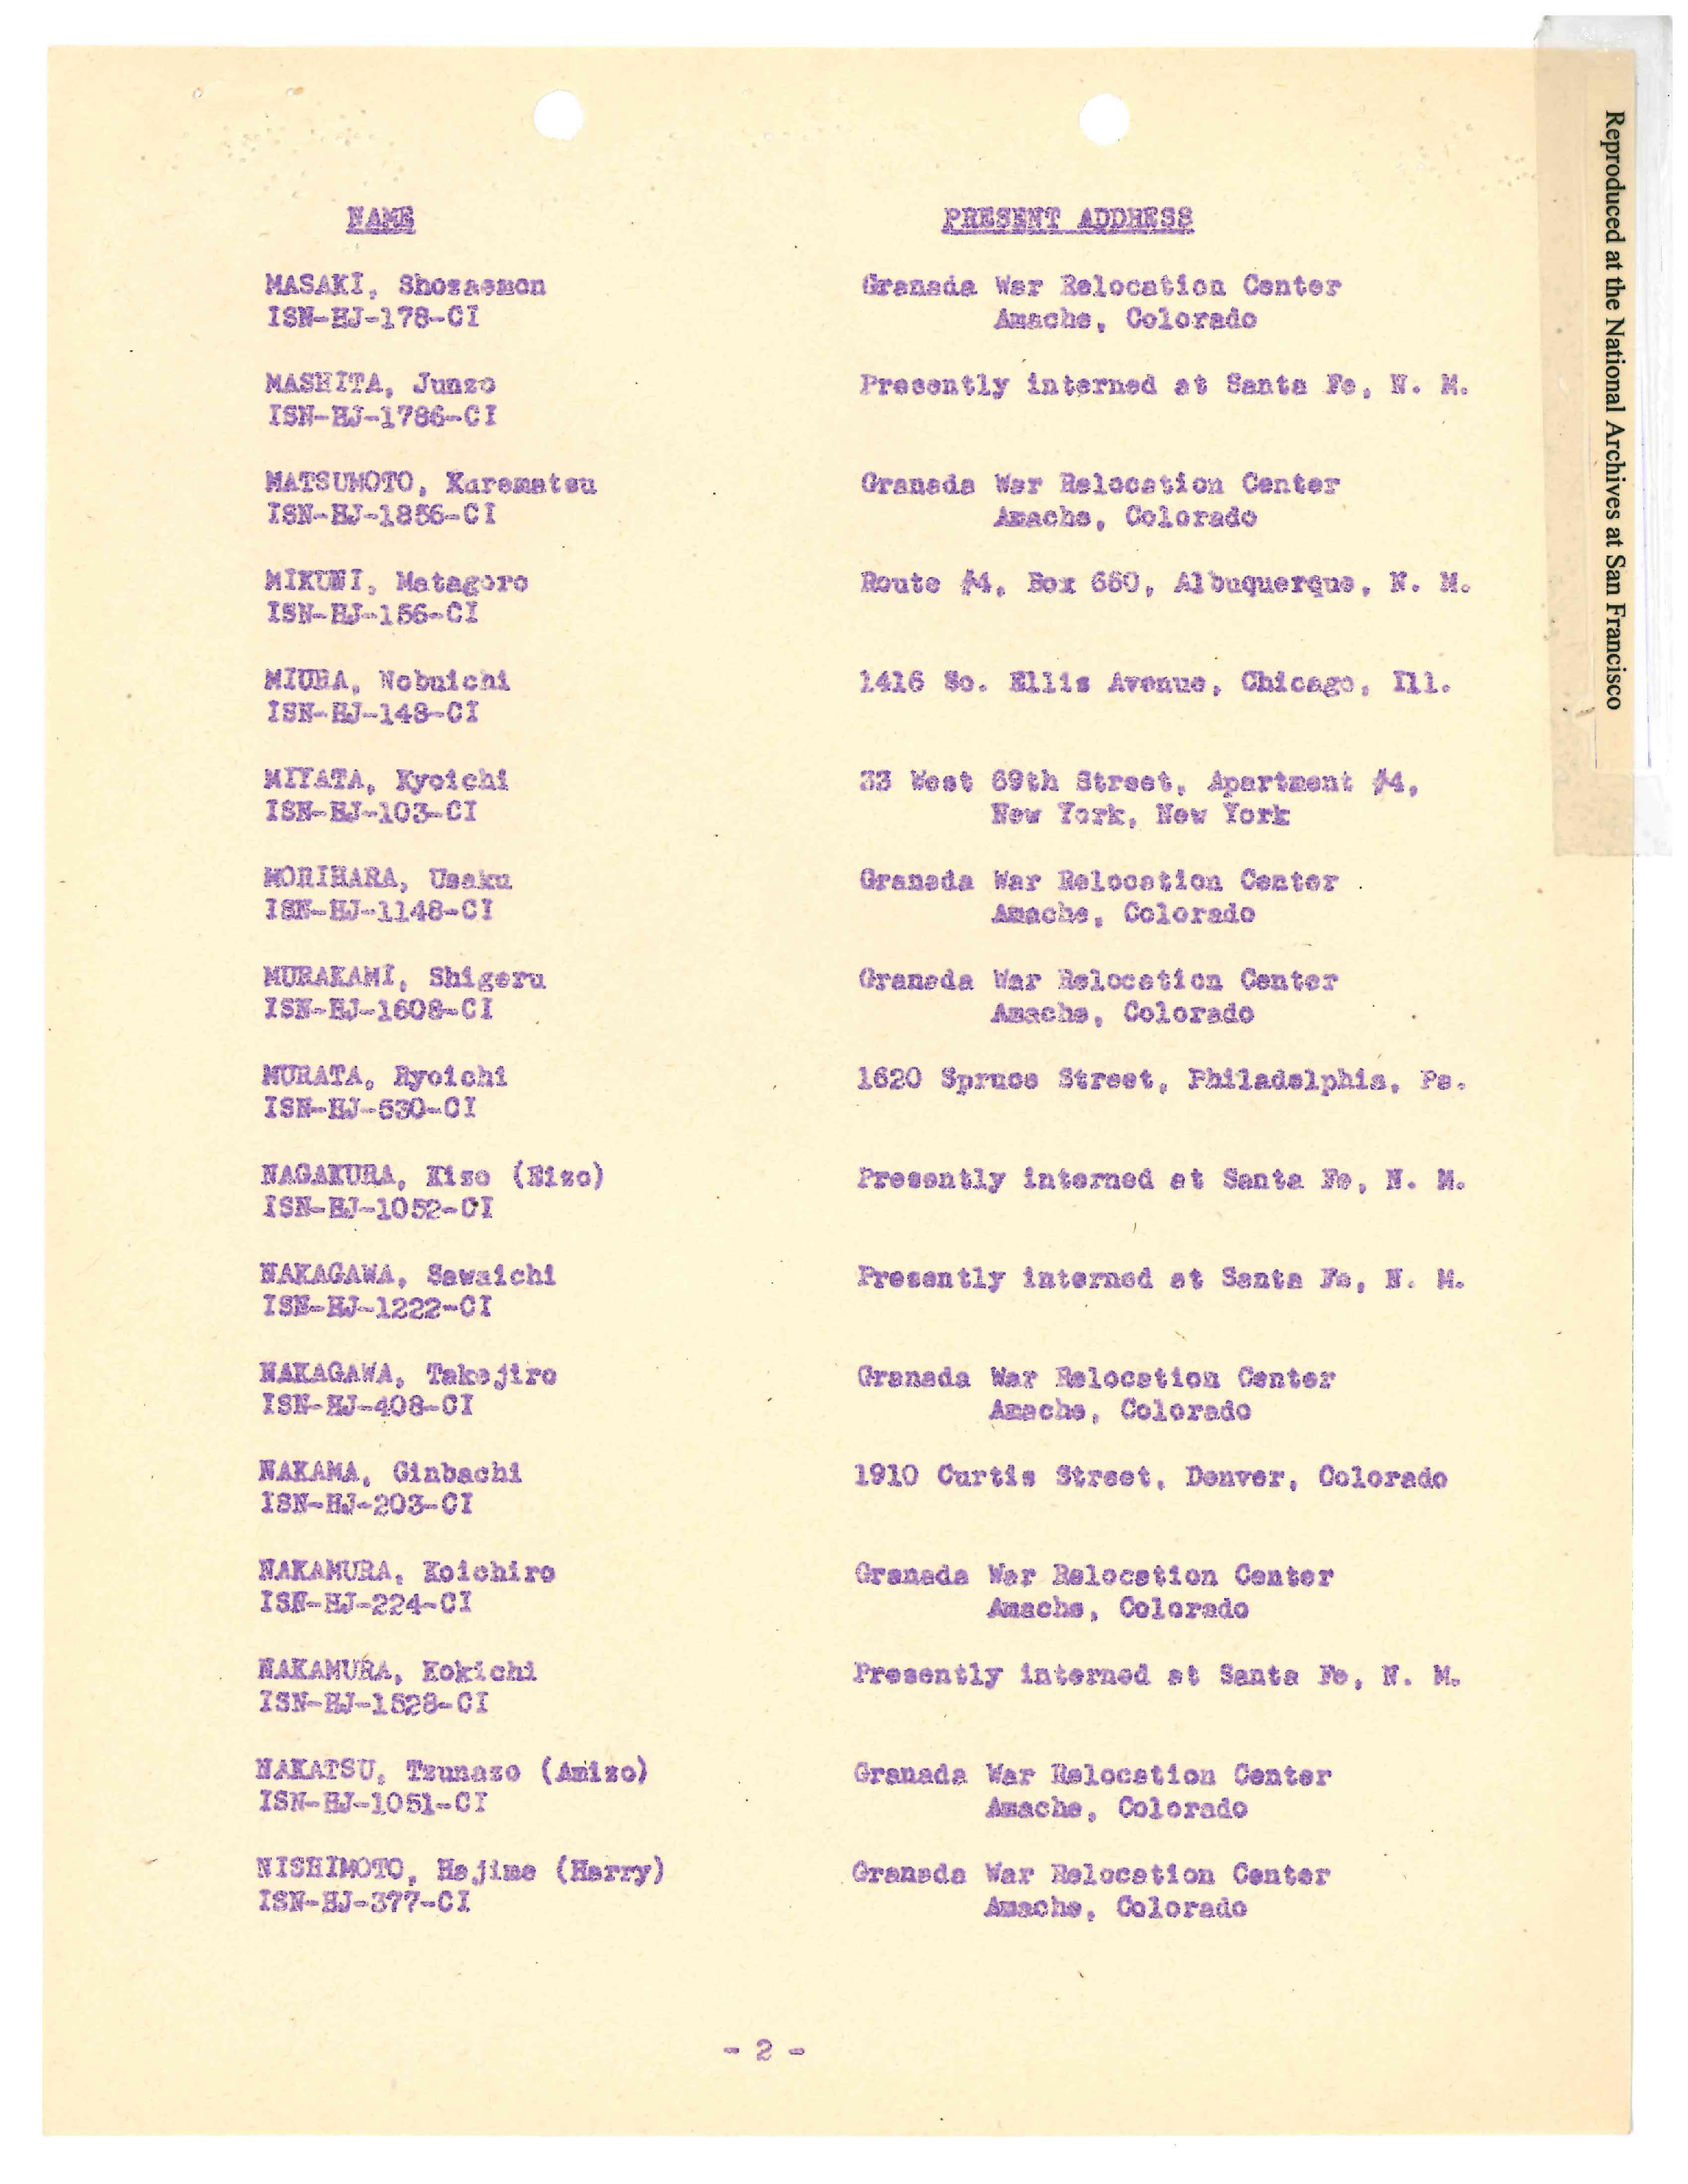 NAME PRESENT ADDRESS
MASAKI, Shozaemon Granada War Relocation Center
ISN-HJ-178-CI Amache, Colorado
MASHITA, Junzo Presently interned at Santa Fe, N. M.
ISN-HJ-1786-CI
MATSUMOTO, Karematsu Granada War Relocation Center
ISN-HJ-1856-CI Amache, Colorado
MIKUNI, Matagoro Route #4, Box 660, Albuquerque, N. M.
ISN-HJ-156-CI
MIURA, Nobuichi 1416 So. Ellis Avenue, Chicago, Ill.
ISN-HJ-148-CI
MIYATA, Kyoichi 33 West 69th Street, Apartment #4,
ISN-HJ-103-CI New York, New York
MORIHARA, Usaku Granada War Relocation Center
ISN-HJ-1148-CI Amache, Colorado
MURAKAMI, Shigeru Granada War Relocation Center
ISN-HJ-1608-CI Amache, Colorado
MURATA, Ryoichi 1620 Spruce Street, Philadelphia, Pa.
ISN-HJ-530-CI
NAGAKURA, Kiso (Eizo) Presently interned at Santa Fe, N. M.
ISN-HJ-1052-CI
NAKAGAWA, Sawaichi Presently interned at Santa Fe, N. M.
ISN-HJ-1222-CI
NAKAGAWA, Takejiro Granada War Relocation Center
ISN-HJ-408-CI Amache, Colorado
NAKAMA, Ginbachi 1910 Curtis Street, Denver, Colorado
ISN-HJ-203-CI
NAKAMURA, Koichiro Granada War Relocation Center
ISN-HJ-224-CI Amache, Colorado
NAKAMURA, Kokichi Presently interned at Santa Fe, N. M.
ISN-HJ-1528-CI
NAKATSU, Tsunazo (Amizo) Granada War Relocation Center
ISN-HJ-1051-CI Amache, Colorado
NISHIMOTO, Hajime (Harry) Granada War Relocation Center
ISN-HJ-377-CI Amache, Colorado
- 2 -
Reproduced at the National Archives at San Francisco